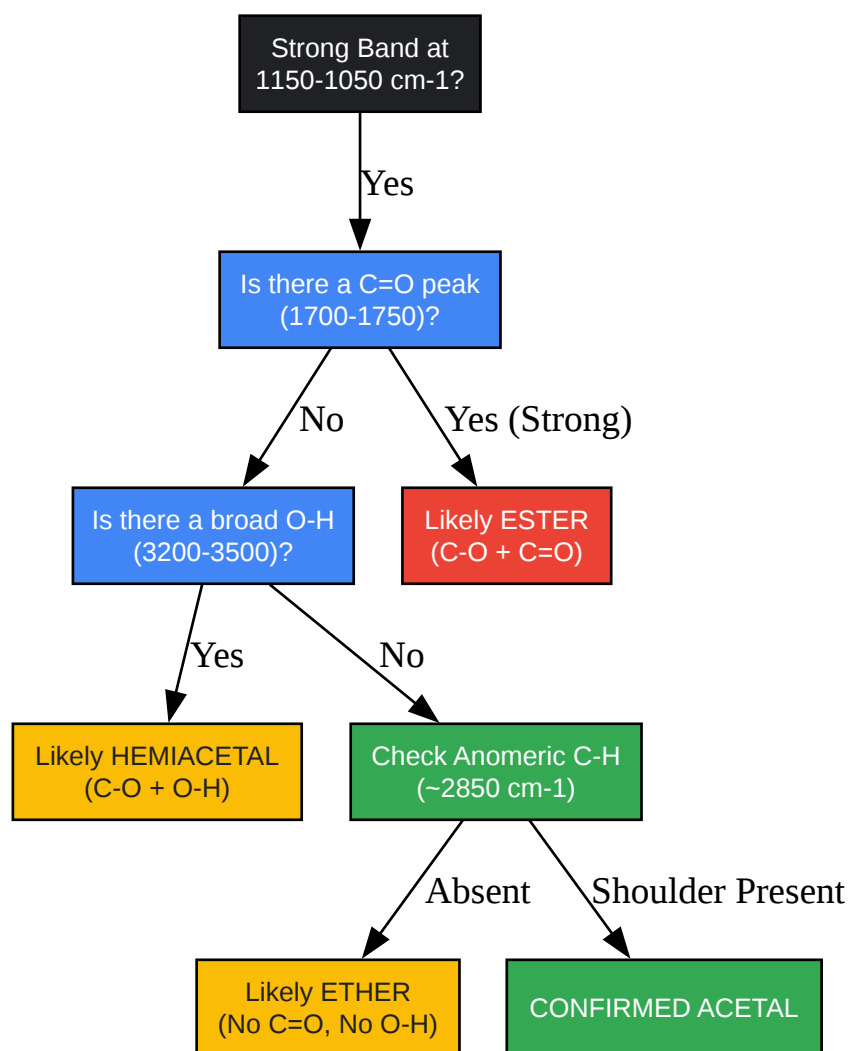 Strong Band at
1150-1050 cm-1?
Yes
Is there a C=O peak
(1700-1750)?
No
Yes (Strong)
Is there a broad O-H
(3200-3500)?
Likely ESTER
(C-O + C=O)
Yes
No
Likely HEMIACETAL
(C-O + O-H)
Check Anomeric C-H
(~2850 cm-1)
Absent
Shoulder Present
Likely ETHER
(No C=O, No O-H)
CONFIRMED ACETAL